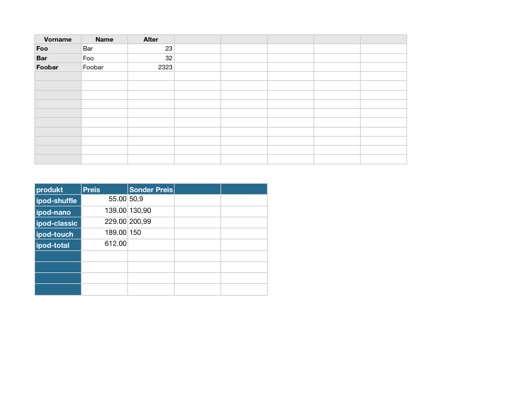 Vorname Name Alter
Foo Bar 23
Bar Foo 32
Foobar Foobar 2323
produkt Preis Sonder Preis
ipod-shuffle 55.00 50,9
ipod-nano 139.00 130,90
ipod-classic 229.00 200,99
ipod-touch 189.00 150
ipod-total 612.00